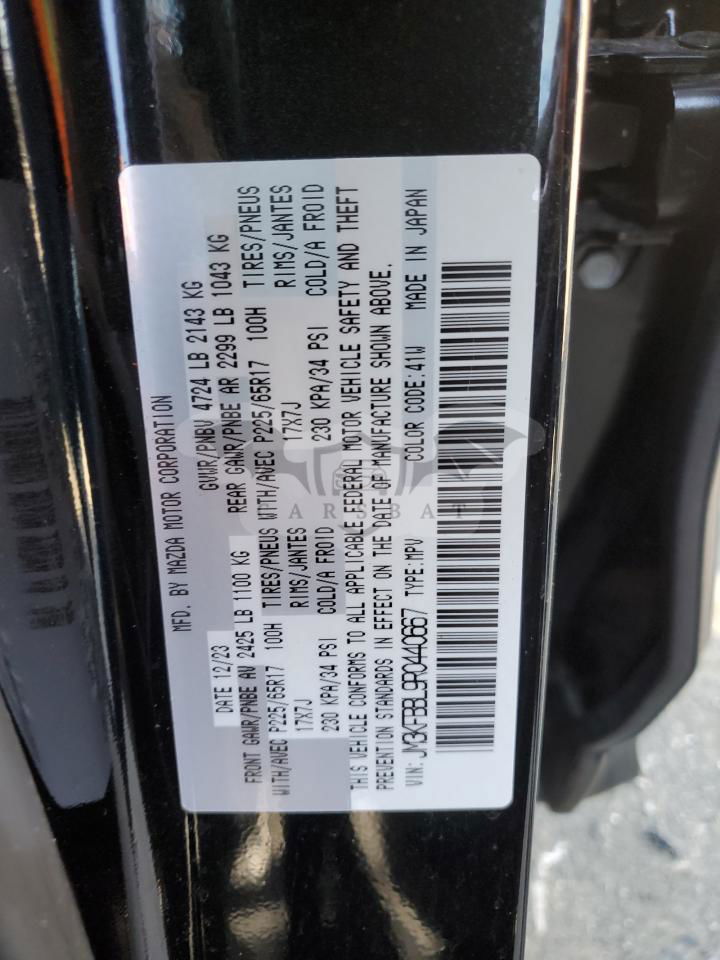 MFD. BY MAZDA MOTOR CORPORATION
DATE 12/23 GVWR/PNBV 4724 LB 2143 KG
FRONT GAWR/PNBE AV 2425 LB 1100 KG REAR GAWR/PNBE AR 2299 LB 1043 KG
WITH/AVEC P225/65R17 100H TIRES/PNEUS WITH/AVEC P225/65R17 100H TIRES/PNEUS
17X7J RIMS/JANTES 17X7J RIMS/JANTES
230 KPA/34 PSI COLD/A FROID 230 KPA/34 PSI COLD/A FROID
THIS VEHICLE CONFORMS TO ALL APPLICABLE FEDERAL MOTOR VEHICLE SAFETY AND THEFT
PREVENTION STANDARDS IN EFFECT ON THE DATE OF MANUFACTURE SHOWN ABOVE.
VIN: JM3KFBBL9R0440667 TYPE:MPV COLOR CODE:41W MADE IN JAPAN
CARSBAT